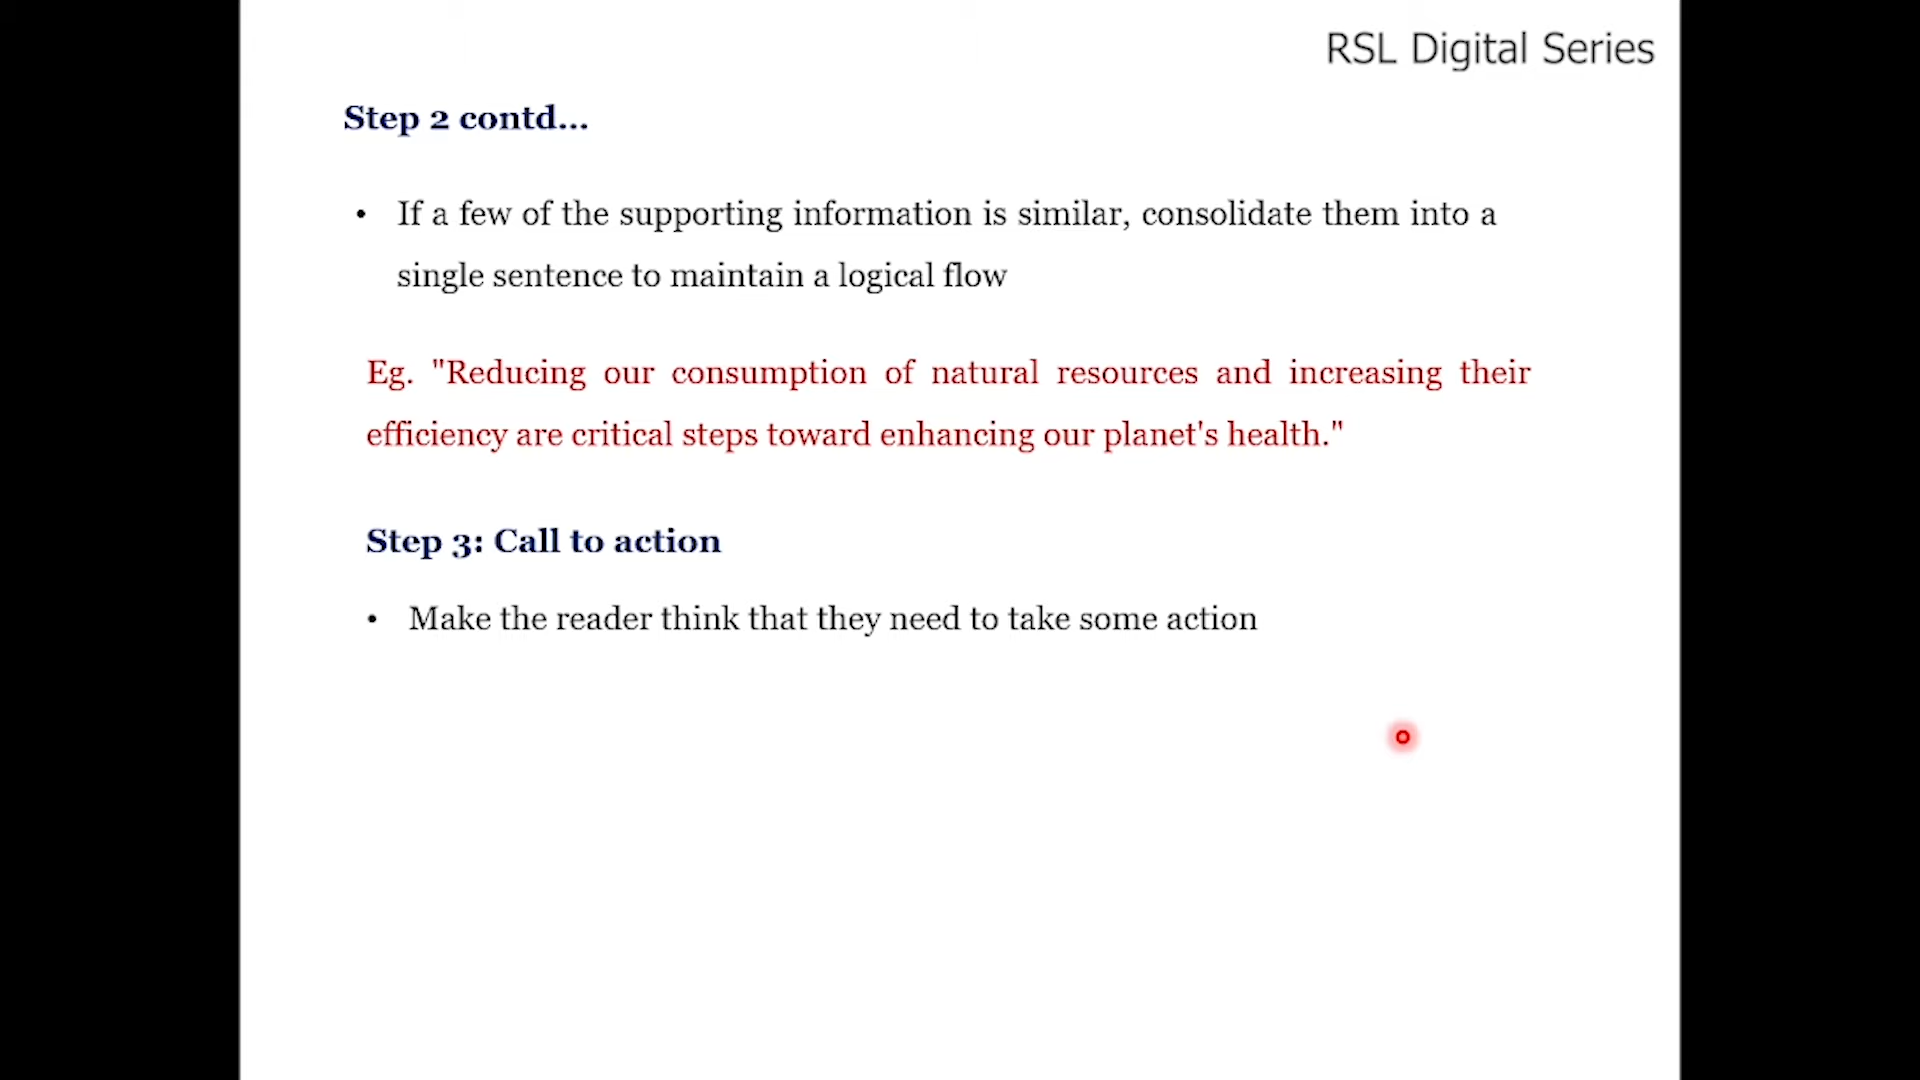 RSL Digital Series
Step 2 contd...
• If a few of the supporting information is similar, consolidate them into a
single sentence to maintain a logical flow
Eg. "Reducing our consumption of natural resources and increasing their
efficiency are critical steps toward enhancing our planet's health."
Step 3: Call to action
• Make the reader think that they need to take some action